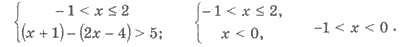 { -1 < x ≤ 2
(x + 1) – (2x – 4) > 5;
{ -1 < x ≤ 2,
x < 0,
-1 < x < 0 .